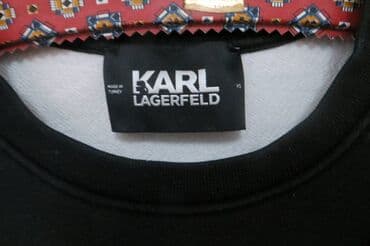 MADE IN
TURKEY
KARL
LAGERFELD
XS